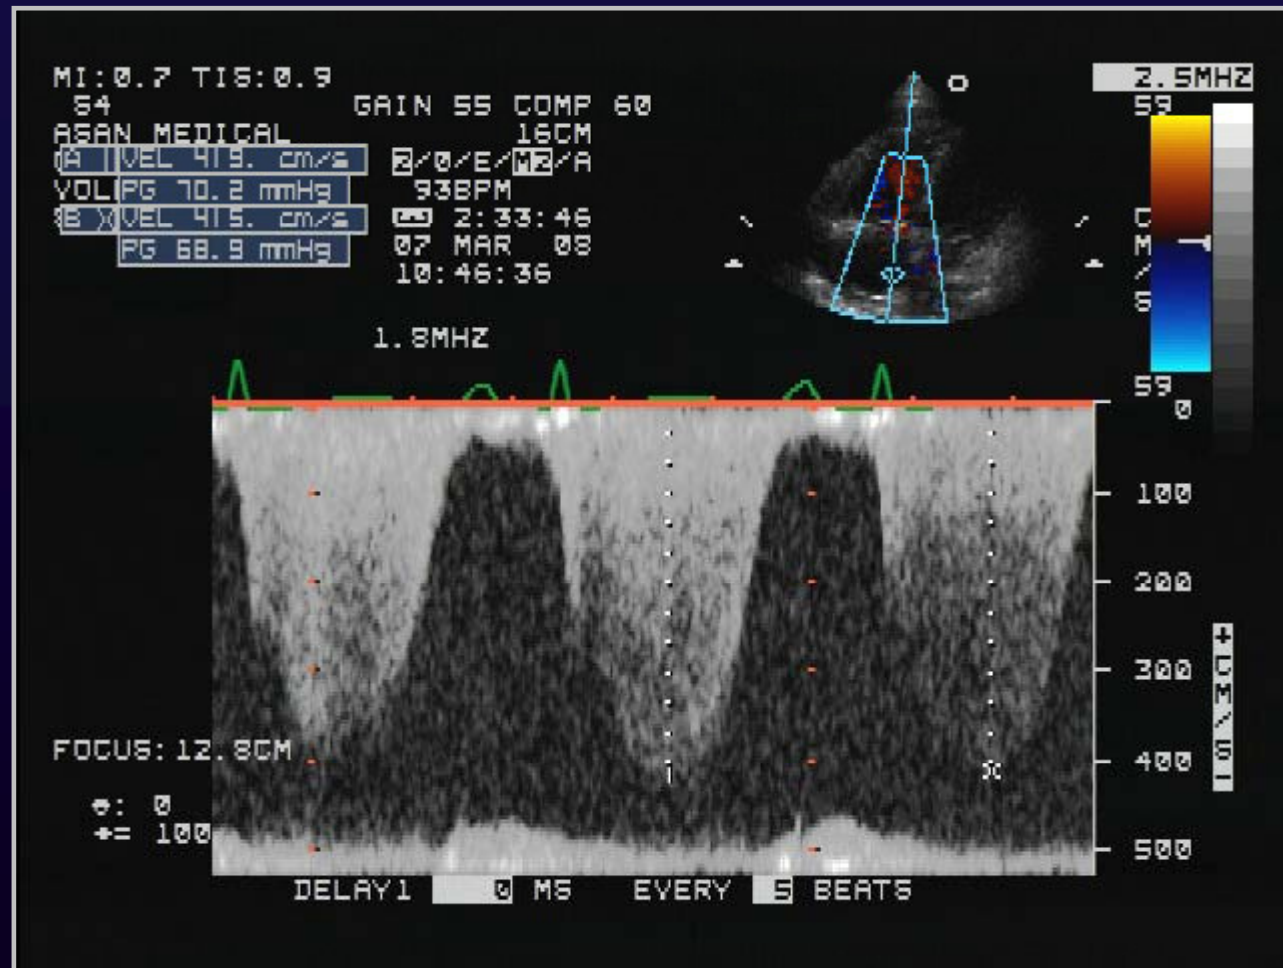 MI:0.7 TIS:0.9
S4 GAIN 55 COMP 60
ASAN MEDICAL 16CM
A VEL 419. cm/s 2/0/E/M2/A
VOL PG 70.2 mmHg 93BPM
B VEL 415. cm/s 2:33:46
PG 68.9 mmHg 07 MAR 08
10:46:36
1.8MHZ
2.5MHZ
59
CM/S
59
0
100
200
300
400
500
+CM/S-
FOCUS:12.8CM
: 0
= 100
DELAY1 0 MS EVERY 5 BEATS